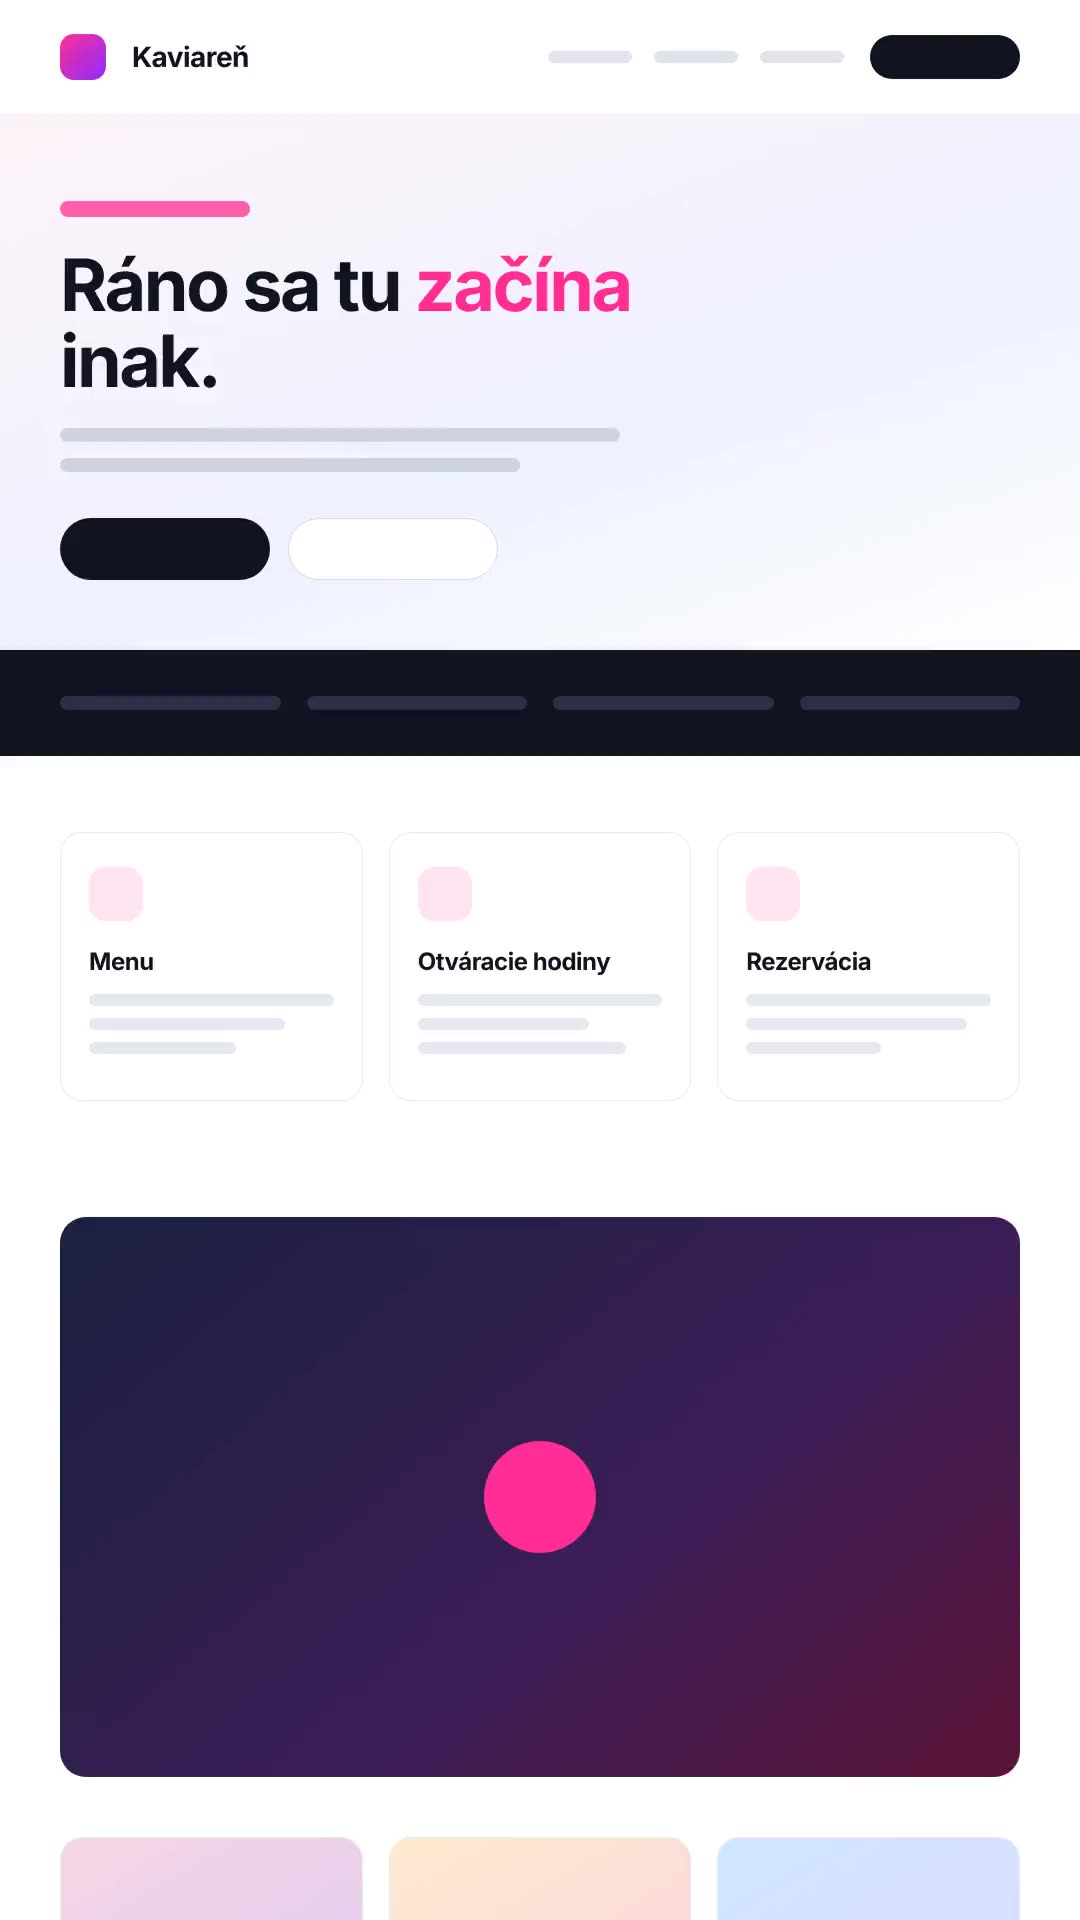 Kaviareň
Ráno sa tu začína
inak.
Menu
Otváracie hodiny
Rezervácia